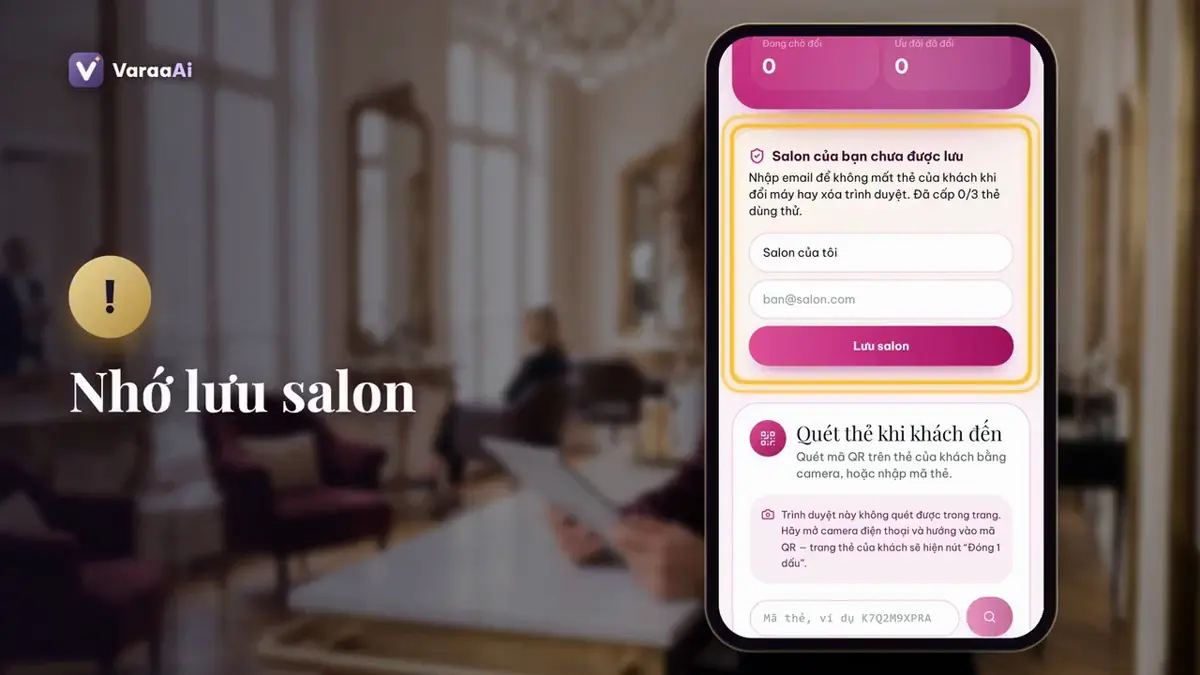 VaraaAi
!
Nhớ lưu salon
Đang chờ đổi
Ưu đãi đã đổi
0
0
Salon của bạn chưa được lưu
Nhập email để không mất thẻ của khách khi
đổi máy hay xóa trình duyệt. Đã cấp 0/3 thẻ
dùng thử.
Salon của tôi
ban@salon.com
Lưu salon
Quét thẻ khi khách đến
Quét mã QR trên thẻ của khách bằng
camera, hoặc nhập mã thẻ.
Trình duyệt này không quét được trong trang.
Hãy mở camera điện thoại và hướng vào mã
QR — trang thẻ của khách sẽ hiện nút “Đóng 1
dấu”.
Mã thẻ, ví dụ K7Q2M9XPRA